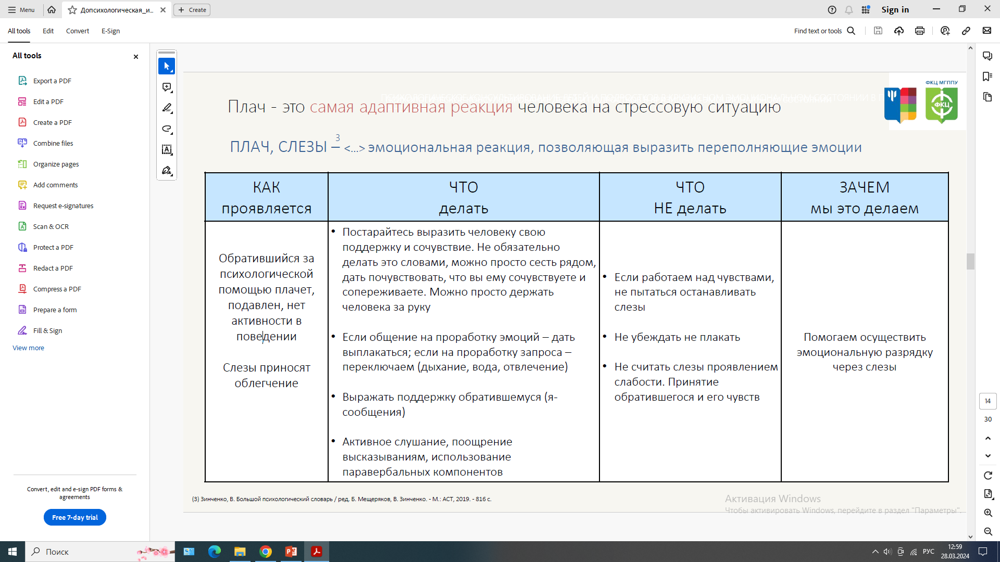 Menu
Допсихологическая_и...
Create
Sign in
All tools
Edit
Convert
E-Sign
Find text or tools
All tools
Export a PDF
Edit a PDF
Create a PDF
Combine files
Organize pages
Add comments
Request e-signatures
Scan & OCR
Protect a PDF
Redact a PDF
Compress a PDF
Prepare a form
Fill & Sign
View more
Convert, edit and e-sign PDF forms &
agreements
Free 7-day trial
ФКЦ МГППУ
ФКЦ
Плач - это самая адаптивная реакция человека на стрессовую ситуацию
ПЛАЧ, СЛЕЗЫ –3 <...> эмоциональная реакция, позволяющая выразить переполняющие эмоции
КАК
проявляется
ЧТО
делать
ЧТО
НЕ делать
ЗАЧЕМ
мы это делаем
Обратившийся за
психологической
помощью плачет,
подавлен, нет
активности в
поведении
Слезы приносят
облегчение
• Постарайтесь выразить человеку свою
поддержку и сочувствие. Не обязательно
делать это словами, можно просто сесть рядом,
дать почувствовать, что вы ему сочувствуете и
сопереживаете. Можно просто держать
человека за руку
• Если общение на проработку эмоций – дать
выплакаться; если на проработку запроса –
переключаем (дыхание, вода, отвлечение)
• Выражать поддержку обратившемуся (я-
сообщения)
• Активное слушание, поощрение
высказываниям, использование
паравербальных компонентов
• Если работаем над чувствами,
не пытаться останавливать
слезы
• Не убеждать не плакать
• Не считать слезы проявлением
слабости. Принятие
обратившегося и его чувств
Помогаем осуществить
эмоциональную разрядку
через слезы
(3) Зинченко, В. Большой психологический словарь / ред. Б. Мещеряков, В. Зинченко. - М.: АСТ, 2019. - 816 с.
Активация Windows
Чтобы активировать Windows, перейдите в раздел "Параметры".
14
30
Поиск
РУС
12:59
28.03.2024